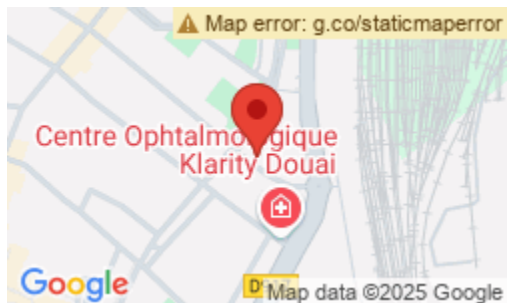 Map error: g.co/staticmaperror
Centre Ophtalmologique
Klarity Douai
Google
Map data ©2025 Google